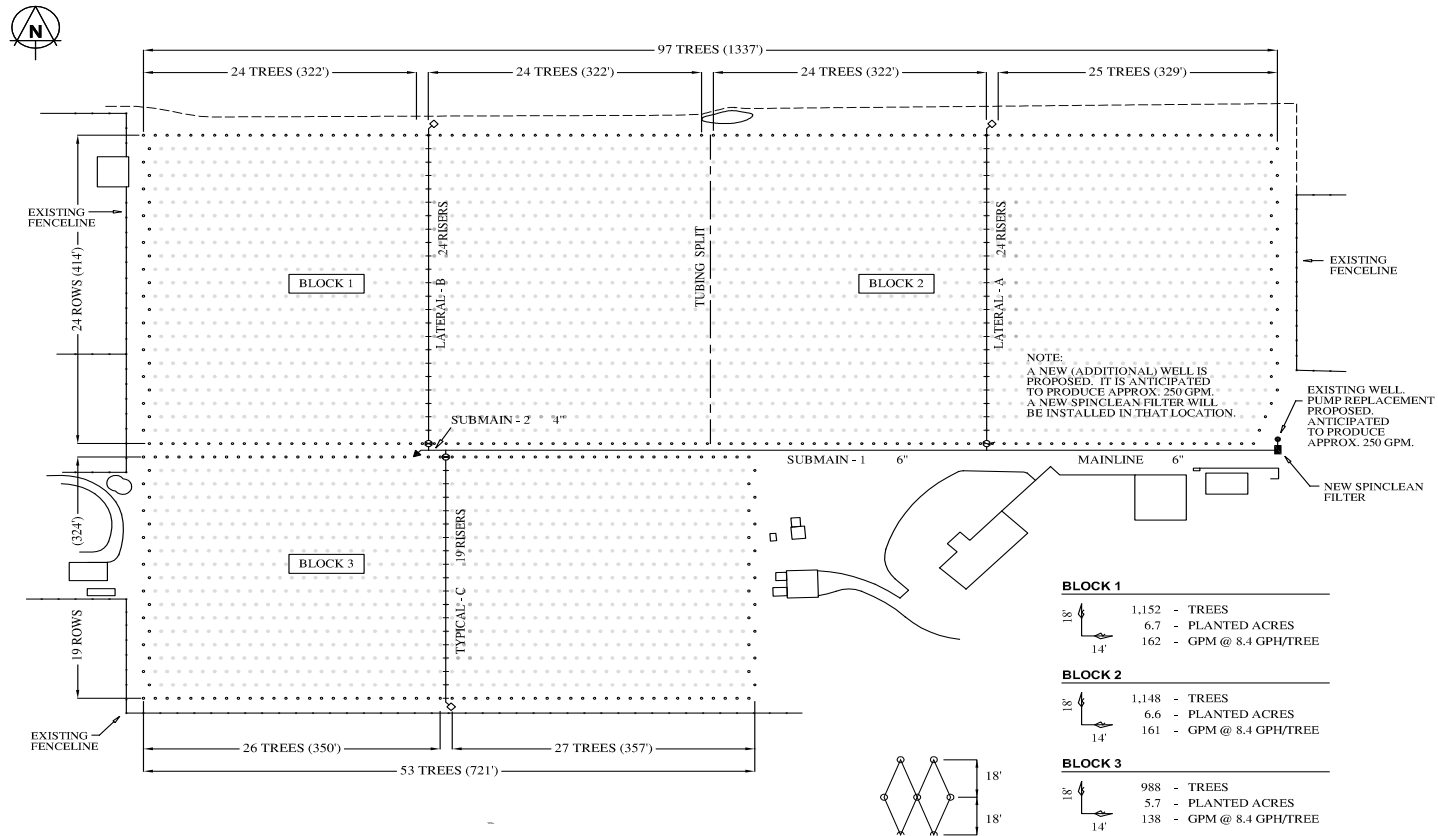 N
97 TREES (1337')
24 TREES (322')
24 TREES (322')
24 TREES (322')
25 TREES (329')
EXISTING
FENCELINE
24 ROWS (414')
BLOCK 1
LATERAL - B 24 RISERS
TUBING SPLIT
BLOCK 2
LATERAL - A 24 RISERS
EXISTING
FENCELINE
NOTE:
A NEW (ADDITIONAL) WELL IS
PROPOSED. IT IS ANTICIPATED
TO PRODUCE APPROX. 250 GPM.
A NEW SPINCLEAN FILTER WILL
BE INSTALLED IN THAT LOCATION.
EXISTING WELL.
PUMP REPLACEMENT
PROPOSED.
ANTICIPATED
TO PRODUCE
APPROX. 250 GPM.
SUBMAIN - 2 4"
SUBMAIN - 1 6"
MAINLINE 6"
NEW SPINCLEAN
FILTER
19 ROWS (324')
BLOCK 3
TYPICAL - C 19 RISERS
EXISTING
FENCELINE
26 TREES (350')
27 TREES (357')
53 TREES (721')
18'
18'
BLOCK 1
18'
14'
1,152 - TREES
6.7 - PLANTED ACRES
162 - GPM @ 8.4 GPH/TREE
BLOCK 2
18'
14'
1,148 - TREES
6.6 - PLANTED ACRES
161 - GPM @ 8.4 GPH/TREE
BLOCK 3
18'
14'
988 - TREES
5.7 - PLANTED ACRES
138 - GPM @ 8.4 GPH/TREE